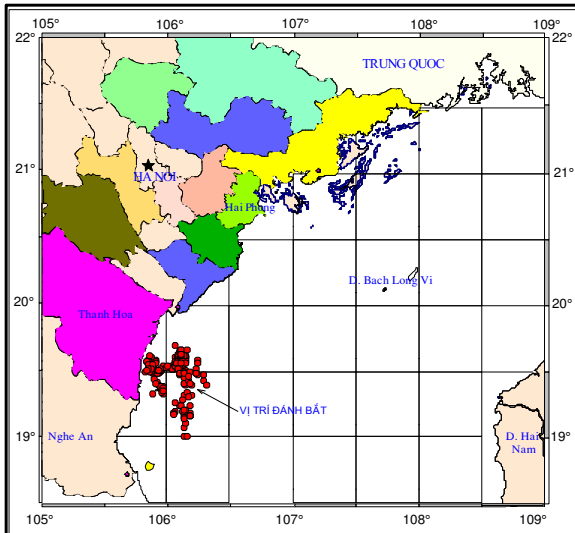 105° 106° 107° 108° 109°
22° 22°
TRUNG QUOC
21° 21°
HA NOI
Hai Phong
D. Bach Long Vi
20° 20°
Thanh Hoa
VỊ TRÍ ĐÁNH BẮT
19° 19°
Nghe An
D. Hai
Nam
105° 106° 107° 108° 109°